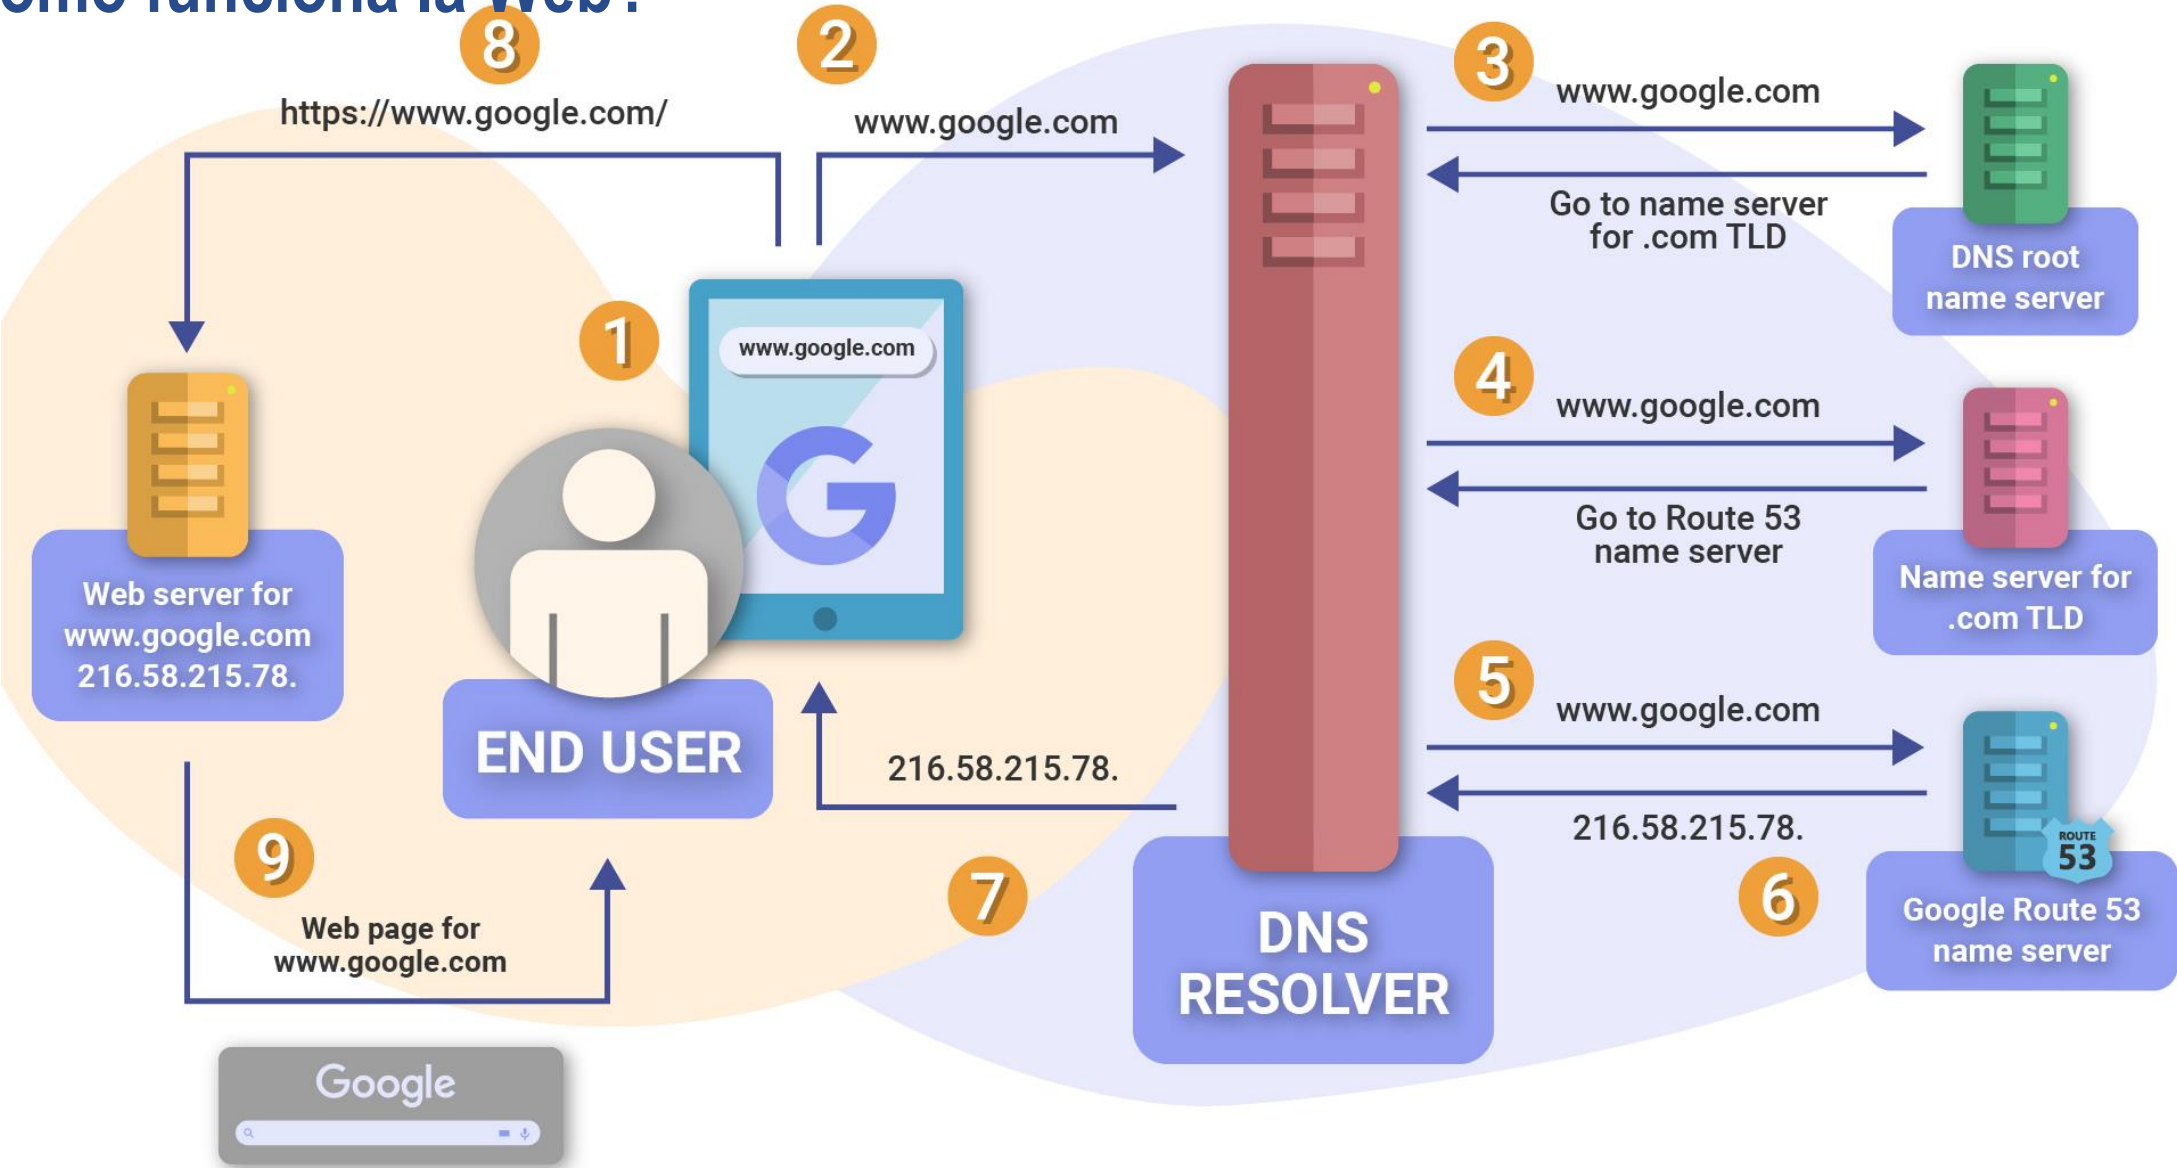 funciona la Web?
8
https://www.google.com/
2
www.google.com
3
www.google.com
Go to name server
for .com TLD
DNS root
name server
1
www.google.com
G
4
www.google.com
Go to Route 53
name server
Name server for
.com TLD
Web server for
www.google.com
216.58.215.78.
END USER
5
www.google.com
216.58.215.78.
6
ROUTE
53
Google Route 53
name server
216.58.215.78.
7
DNS
RESOLVER
9
Web page for
www.google.com
Google